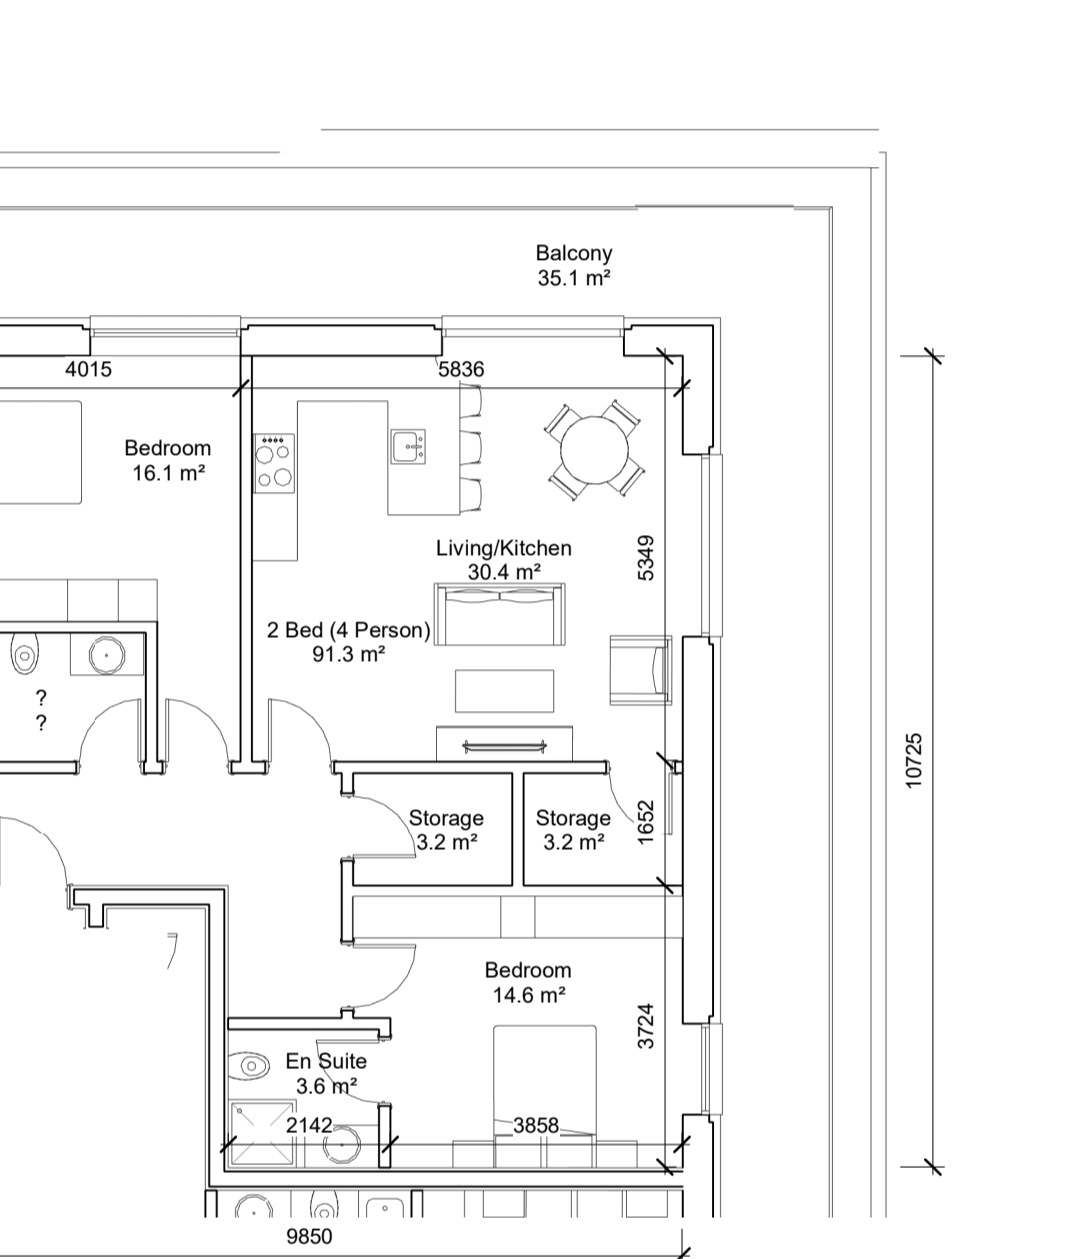 Balcony
35.1 m²
4015
5836
Bedroom
16.1 m²
Living/Kitchen
30.4 m²
5349
2 Bed (4 Person)
91.3 m²
?
?
10725
Storage
3.2 m²
Storage
3.2 m²
1652
Bedroom
14.6 m²
3724
En Suite
3.6 m²
2142
3858
9850